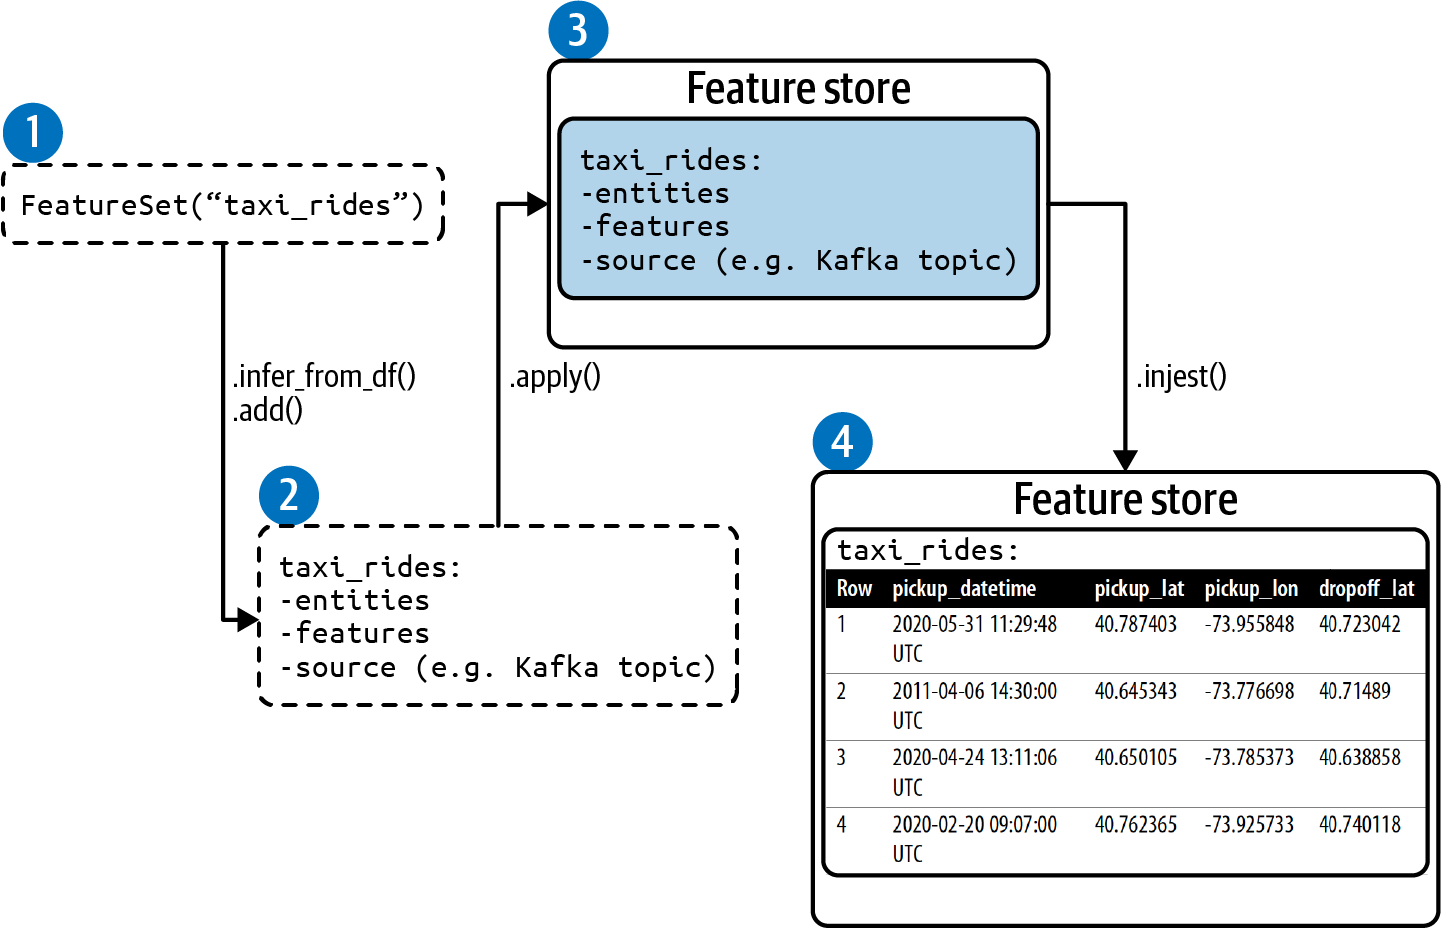 1
FeatureSet(“taxi_rides”)
.infer_from_df()
.add()
2
taxi_rides:
-entities
-features
-source (e.g. Kafka topic)
.apply()
3
Feature store
taxi_rides:
-entities
-features
-source (e.g. Kafka topic)
.injest()
4
Feature store
taxi_rides:
Row pickup_datetime pickup_lat pickup_lon dropoff_lat
1 2020-05-31 11:29:48 40.787403 -73.955848 40.723042
UTC
2 2011-04-06 14:30:00 40.645343 -73.776698 40.71489
UTC
3 2020-04-24 13:11:06 40.650105 -73.785373 40.638858
UTC
4 2020-02-20 09:07:00 40.762365 -73.925733 40.740118
UTC